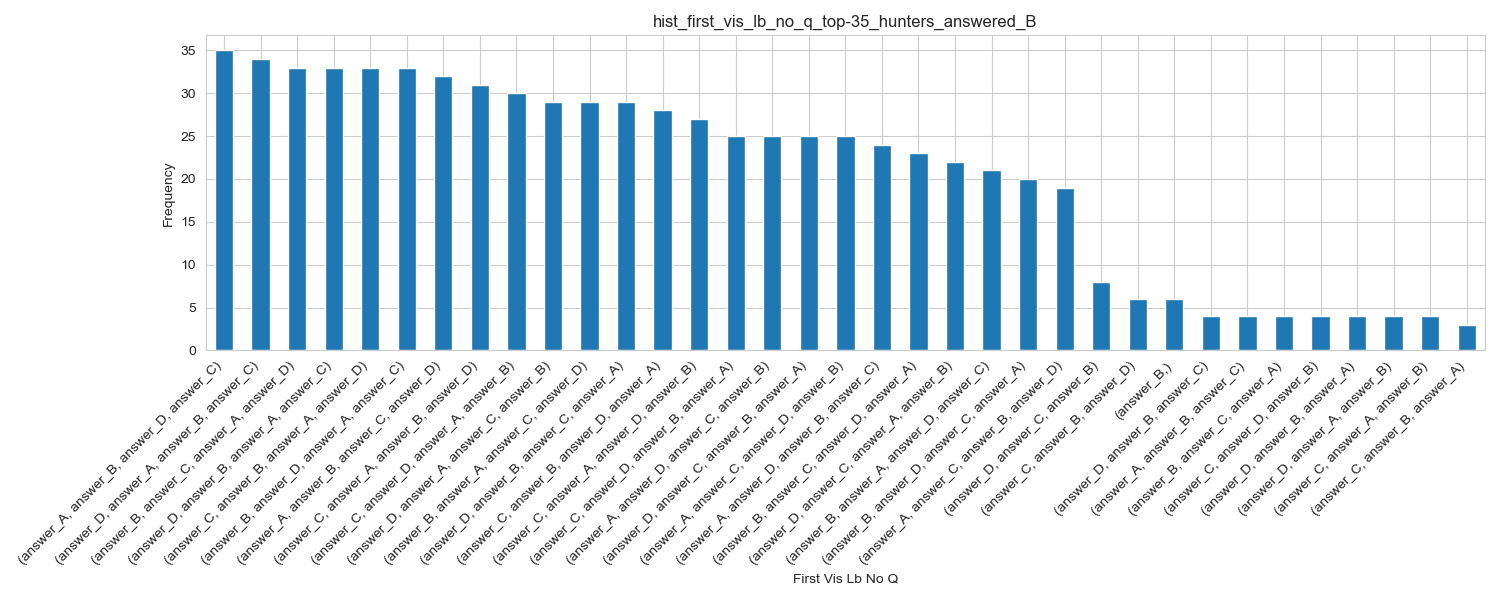 hist_first_vis_lb_no_q_top-35_hunters_answered_B
Frequency
35
30
25
20
15
10
5
0
(answer_A, answer_B, answer_D, answer_C)
(answer_D, answer_A, answer_B, answer_C)
(answer_B, answer_C, answer_A, answer_D)
(answer_D, answer_B, answer_A, answer_C)
(answer_C, answer_B, answer_A, answer_D)
(answer_B, answer_D, answer_A, answer_C)
(answer_A, answer_B, answer_C, answer_D)
(answer_C, answer_A, answer_B, answer_D)
(answer_C, answer_D, answer_A, answer_B)
(answer_D, answer_A, answer_C, answer_B)
(answer_B, answer_A, answer_C, answer_D)
(answer_D, answer_B, answer_C, answer_A)
(answer_C, answer_B, answer_D, answer_A)
(answer_C, answer_A, answer_D, answer_B)
(answer_C, answer_D, answer_B, answer_A)
(answer_A, answer_D, answer_C, answer_B)
(answer_D, answer_C, answer_B, answer_A)
(answer_A, answer_C, answer_D, answer_B)
(answer_A, answer_D, answer_B, answer_C)
(answer_B, answer_C, answer_D, answer_A)
(answer_D, answer_C, answer_A, answer_B)
(answer_B, answer_A, answer_D, answer_C)
(answer_B, answer_D, answer_C, answer_A)
(answer_A, answer_C, answer_B, answer_D)
(answer_D, answer_C, answer_B)
(answer_C, answer_B, answer_D)
(answer_B,)
(answer_D, answer_B, answer_C)
(answer_A, answer_B, answer_C)
(answer_B, answer_C, answer_A)
(answer_C, answer_D, answer_B)
(answer_D, answer_B, answer_A)
(answer_D, answer_A, answer_B)
(answer_C, answer_A, answer_B)
(answer_C, answer_B, answer_A)
First Vis Lb No Q